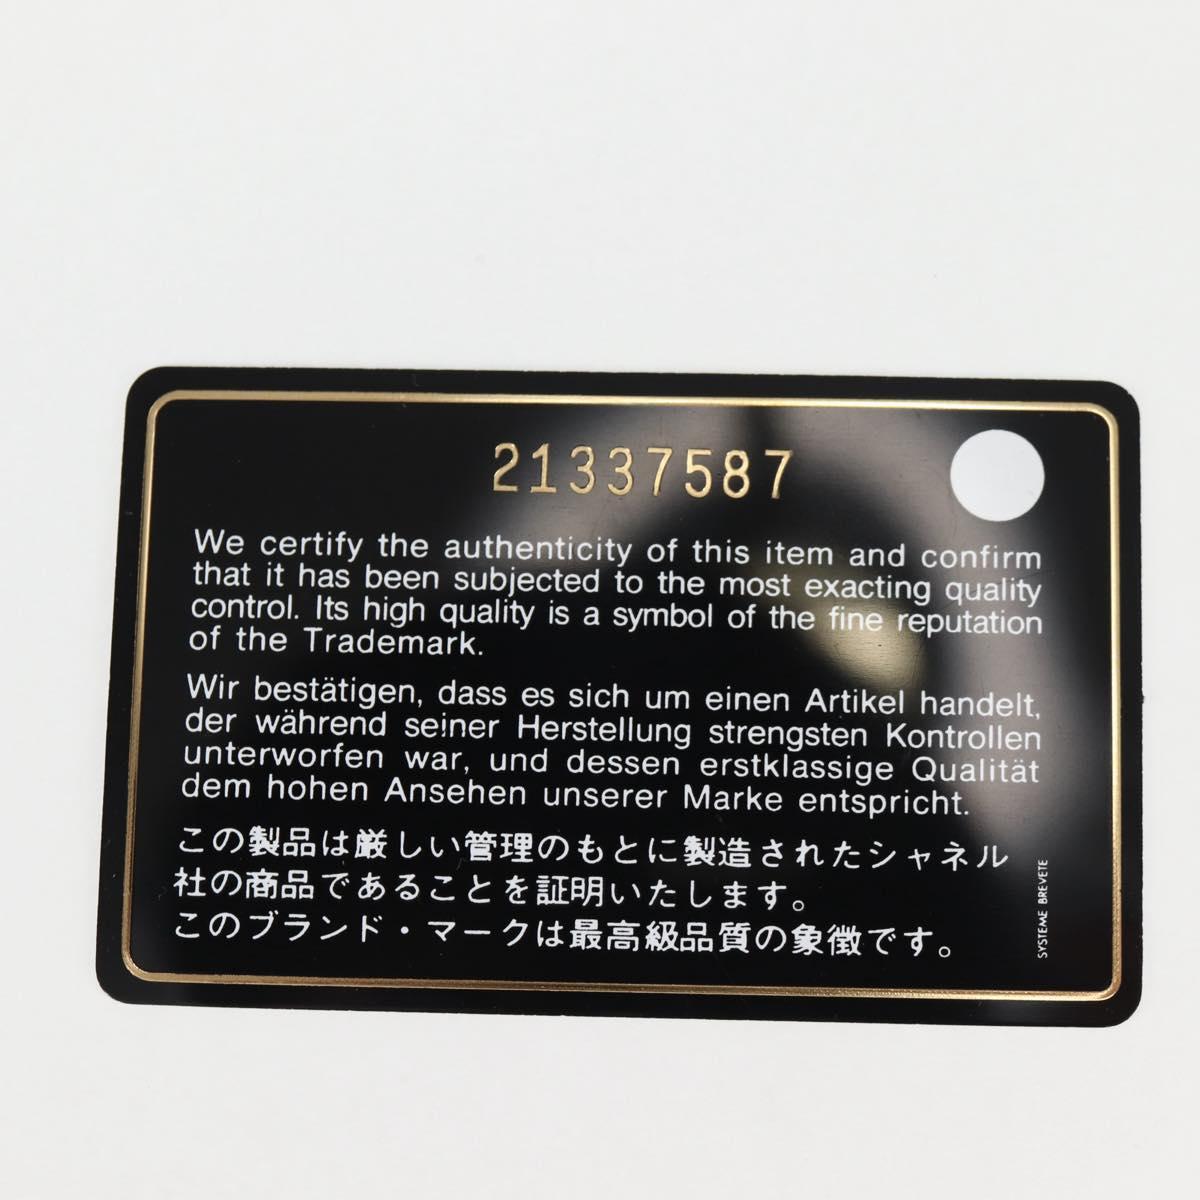 21337587
We certify the authenticity of this item and confirm
that it has been subjected to the most exacting quality
control. Its high quality is a symbol of the fine reputation
of the Trademark.
Wir bestätigen, dass es sich um einen Artikel handelt,
der während seiner Herstellung strengsten Kontrollen
unterworfen war, und dessen erstklassige Qualität
dem hohen Ansehen unserer Marke entspricht.
この製品は厳しい管理のもとに製造されたシャネル
社の商品であることを証明いたします。
このブランド・マークは最高級品質の象徴です。
SYSTEME BREVETE